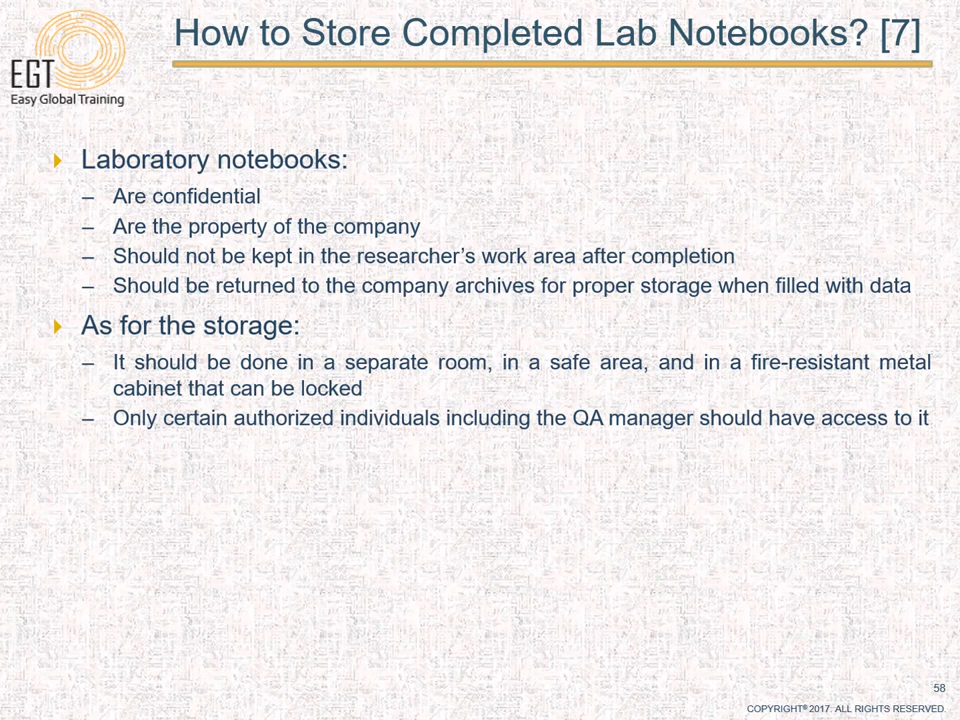 How to Store Completed Lab Notebooks? [7]
EGT
Easy Global Training
Laboratory notebooks:
– Are confidential
– Are the property of the company
– Should not be kept in the researcher’s work area after completion
– Should be returned to the company archives for proper storage when filled with data
As for the storage:
– It should be done in a separate room, in a safe area, and in a fire-resistant metal
cabinet that can be locked
– Only certain authorized individuals including the QA manager should have access to it
58
COPYRIGHT® 2017. ALL RIGHTS RESERVED.